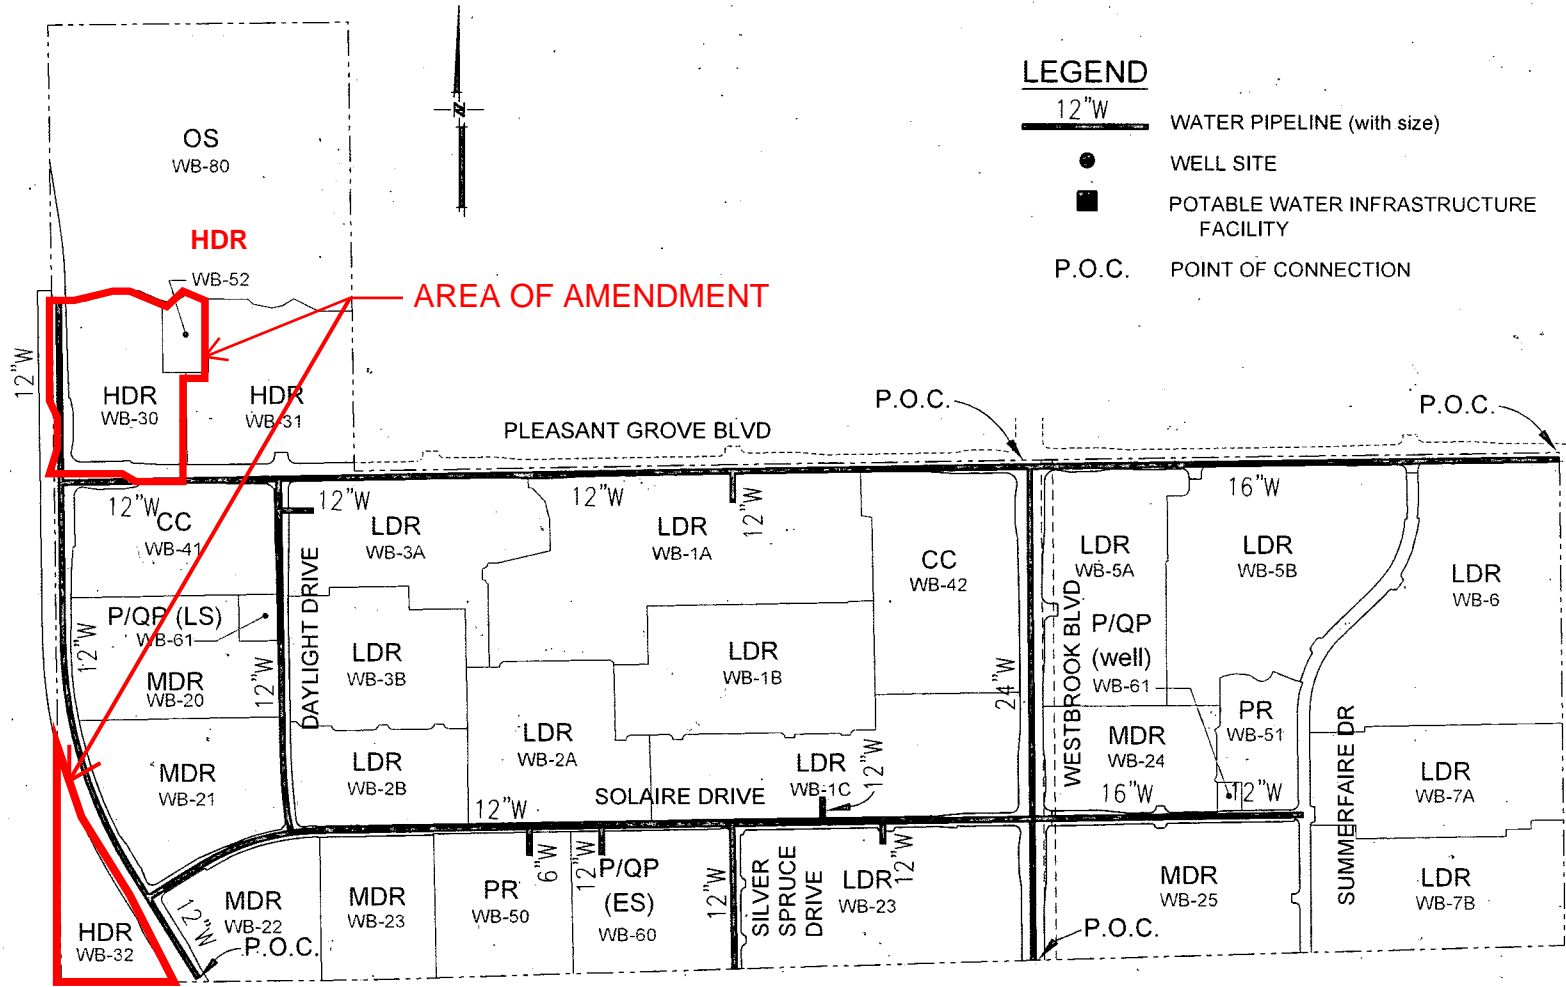 LEGEND
12"W
WATER PIPELINE (with size)
WELL SITE
POTABLE WATER INFRASTRUCTURE
FACILITY
P.O.C.
POINT OF CONNECTION
N
OS
WB-80
HDR
WB-52
AREA OF AMENDMENT
12"W
HDR
WB-30
HDR
WB-31
P.O.C.
P.O.C.
PLEASANT GROVE BLVD
12"W
12"W
12"W
12"W
16"W
CC
WB-41
LDR
WB-3A
LDR
WB-1A
CC
WB-42
LDR
WB-5A
LDR
WB-5B
LDR
WB-6
DAYLIGHT DRIVE
P/QP (LS)
WB-61
12"W
12"W
MDR
WB-20
LDR
WB-3B
LDR
WB-1B
24"W
WESTBROOK BLVD
P/QP
(well)
WB-61
PR
WB-51
SUMMERFAIRE DR
MDR
WB-21
LDR
WB-2B
LDR
WB-2A
LDR
WB-1C
12"W
MDR
WB-24
LDR
WB-7A
12"W
SOLAIRE DRIVE
16"W
12"W
HDR
WB-32
12"W
MDR
WB-22
P.O.C.
MDR
WB-23
PR
WB-50
6"W
12"W
P/QP
(ES)
WB-60
12"W
SILVER
SPRUCE
DRIVE
LDR
WB-23
12"W
P.O.C.
MDR
WB-25
LDR
WB-7B